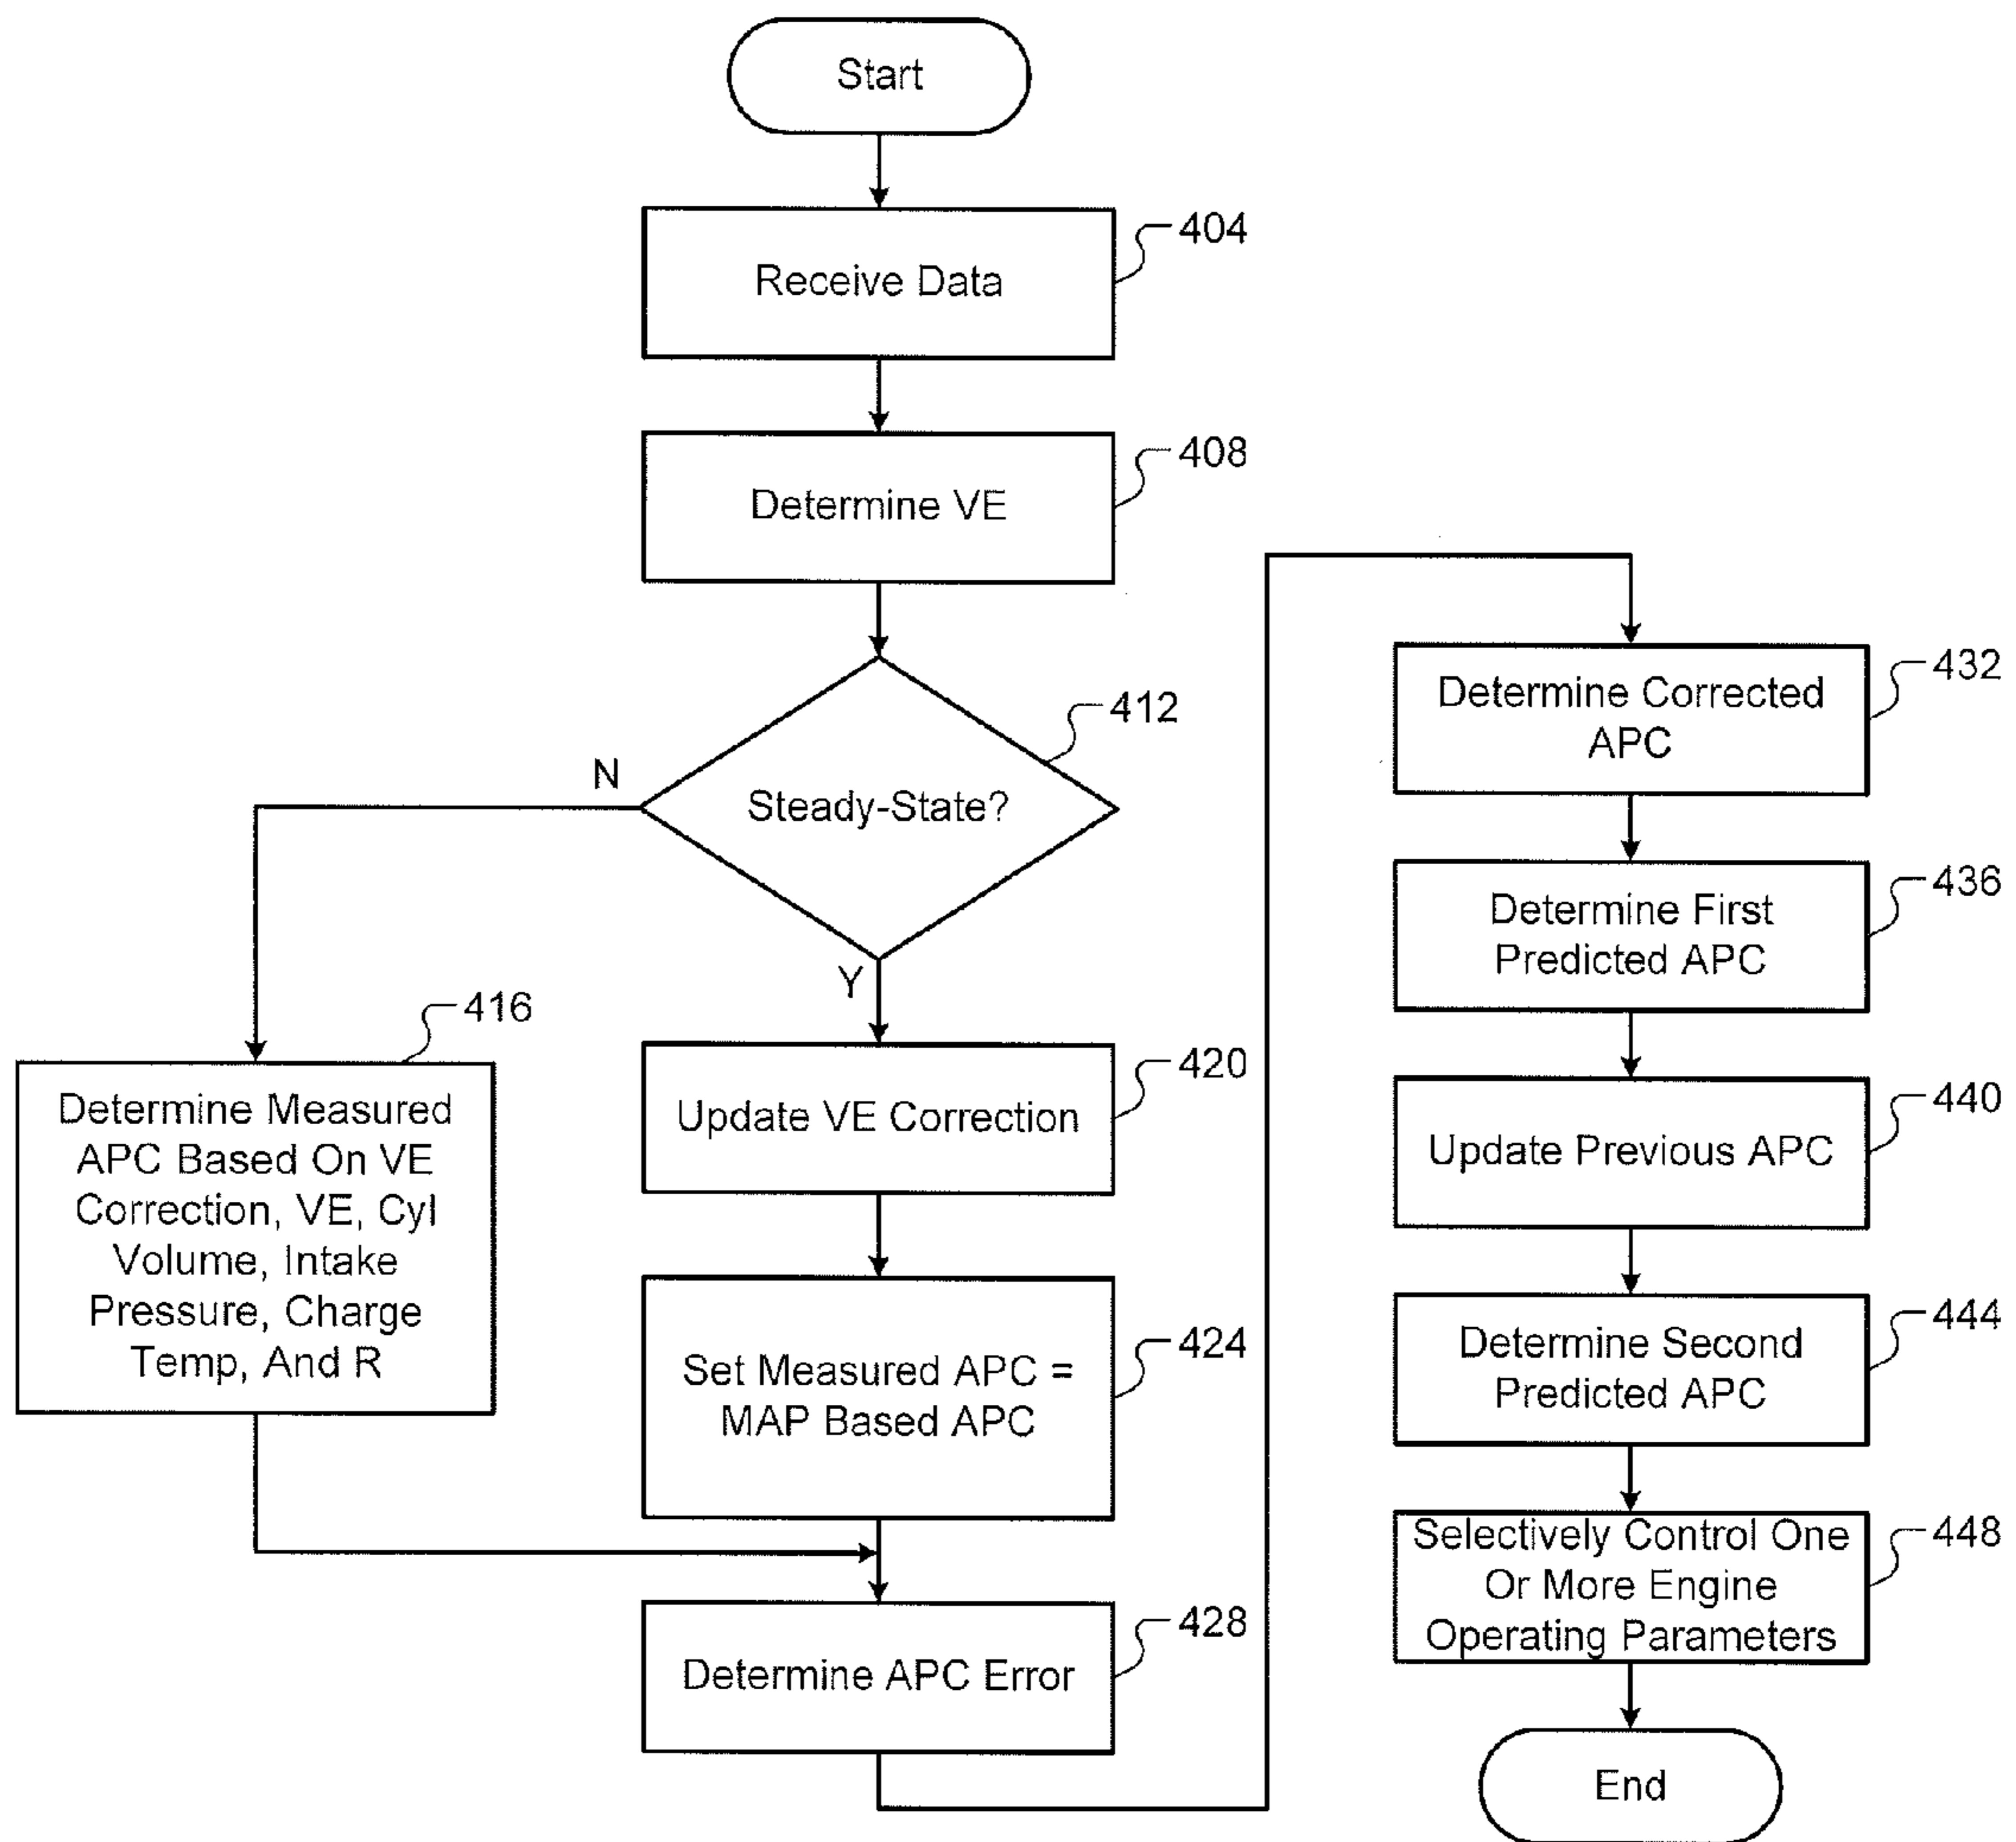 Start
404
Receive Data
408
Determine VE
412
Steady-State?
N
Y
416
Determine Measured
APC Based On VE
Correction, VE, Cyl
Volume, Intake
Pressure, Charge
Temp, And R
420
Update VE Correction
424
Set Measured APC =
MAP Based APC
428
Determine APC Error
432
Determine Corrected
APC
436
Determine First
Predicted APC
440
Update Previous APC
444
Determine Second
Predicted APC
448
Selectively Control One
Or More Engine
Operating Parameters
End